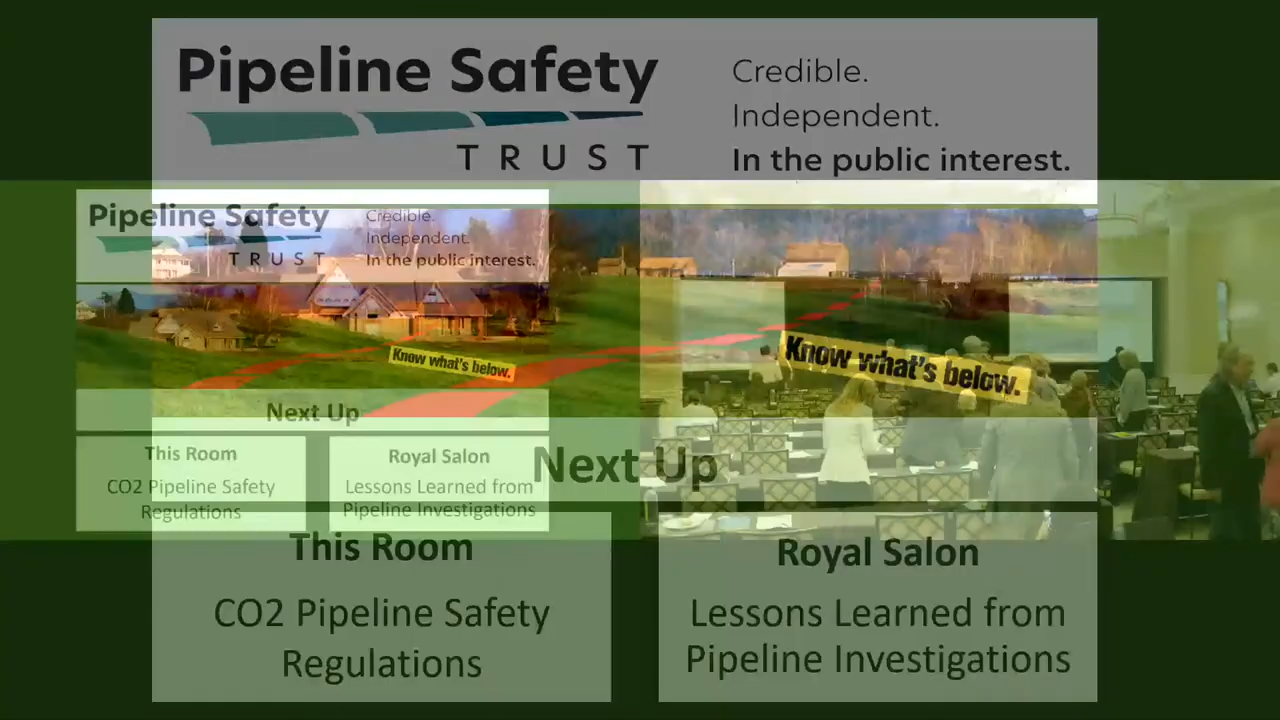 Pipeline Safety
TRUST
Credible.
Independent.
In the public interest.
Pipeline Safety
TRUST
Credible.
Independent.
In the public interest.
Know what's below.
Know what's below.
Next Up
This Room
CO2 Pipeline Safety
Regulations
Royal Salon
Lessons Learned from
Pipeline Investigations
Next Up
This Room
CO2 Pipeline Safety
Regulations
Royal Salon
Lessons Learned from
Pipeline Investigations